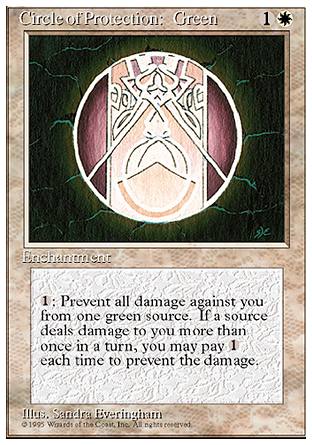 Circle of Protection: Green 1
Enchantment
1: Prevent all damage against you
from one green source. If a source
deals damage to you more than
once in a turn, you may pay 1
each time to prevent the damage.
Illus. Sandra Everingham
©1995 Wizards of the Coast, Inc. All rights reserved.